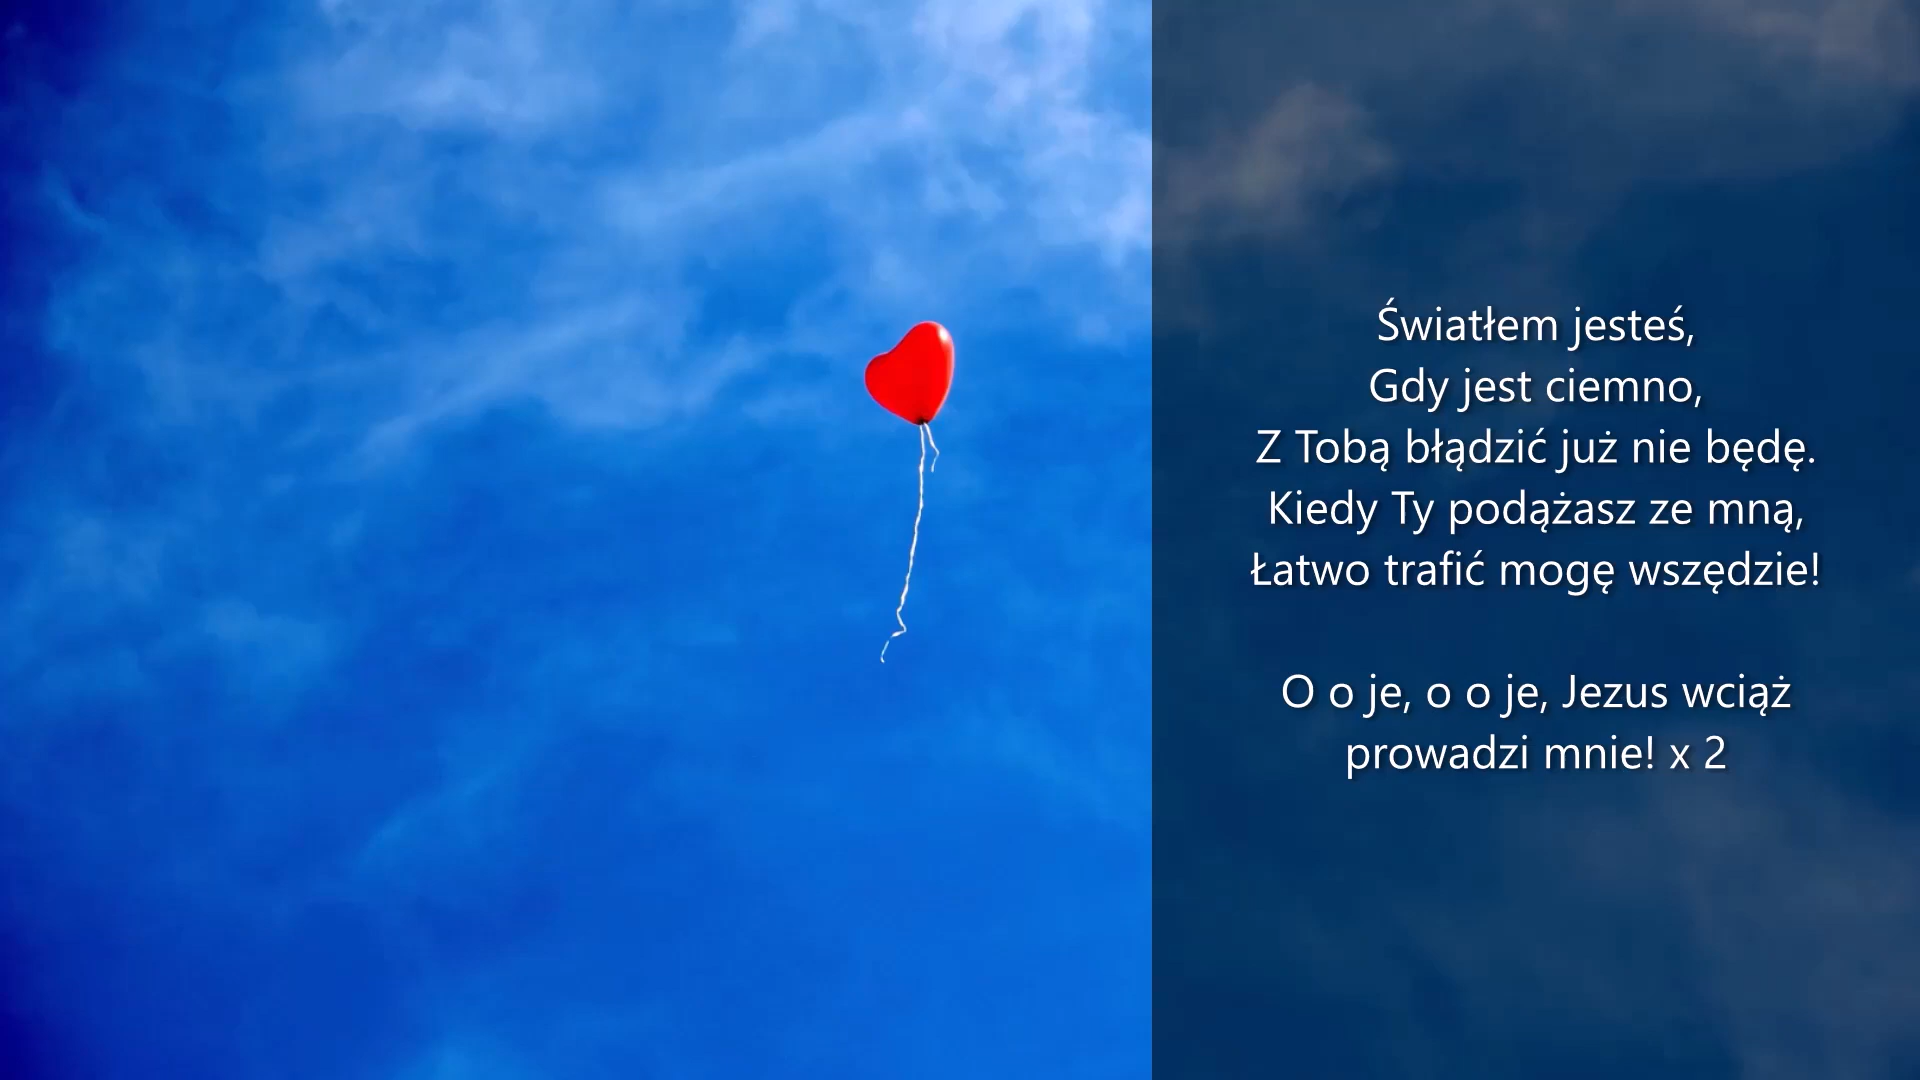 Światłem jesteś,
Gdy jest ciemno,
Z Tobą błądzić już nie będę.
Kiedy Ty podążasz ze mną,
Łatwo trafić mogę wszędzie!
O o je, o o je, Jezus wciąż
prowadzi mnie! x 2